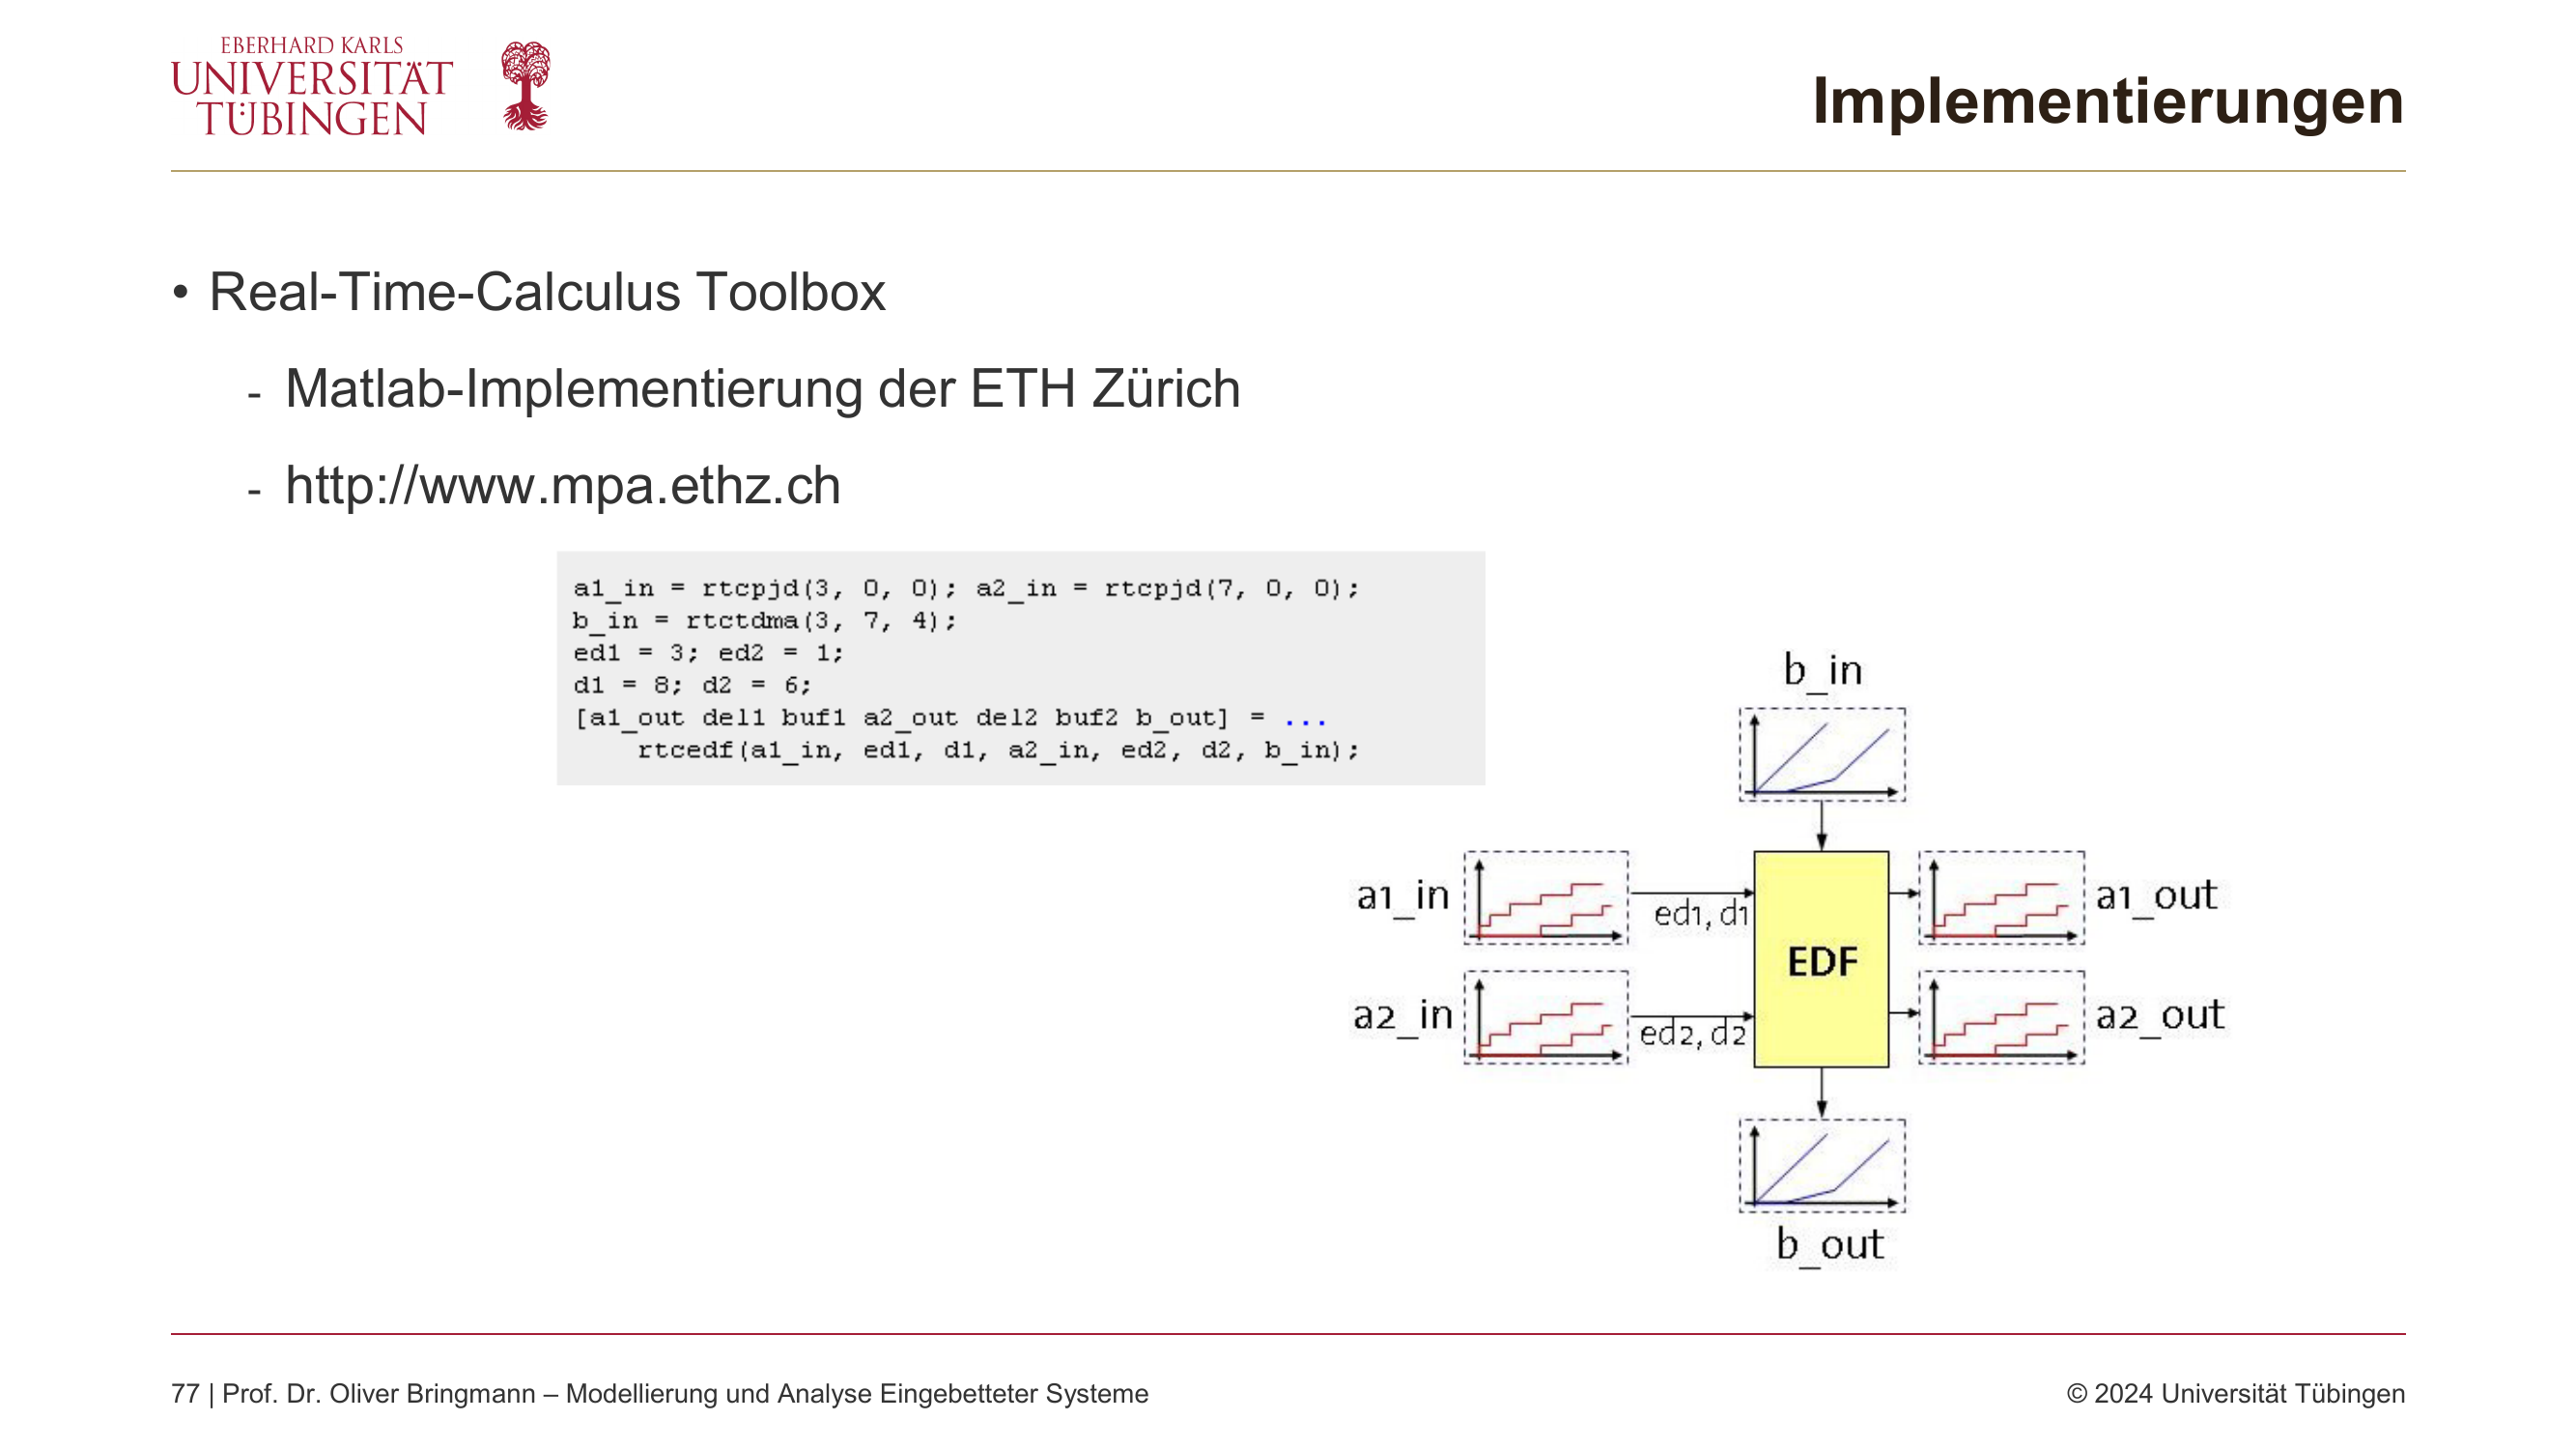 EBERHARD KARLS
UNIVERSITÄT
TÜBINGEN
Implementierungen
• Real-Time-Calculus Toolbox
- Matlab-Implementierung der ETH Zürich
- http://www.mpa.ethz.ch
a1_in = rtcpjd(3, 0, 0); a2_in = rtcpjd(7, 0, 0);
b_in = rtctdma(3, 7, 4);
ed1 = 3; ed2 = 1;
d1 = 8; d2 = 6;
[a1_out del1 buf1 a2_out del2 buf2 b_out] = ...
rtcedf(a1_in, ed1, d1, a2_in, ed2, d2, b_in);
b_in
a1_in
ed1, d1
a1_out
EDF
a2_in
ed2, d2
a2_out
b_out
77 | Prof. Dr. Oliver Bringmann – Modellierung und Analyse Eingebetteter Systeme
© 2024 Universität Tübingen